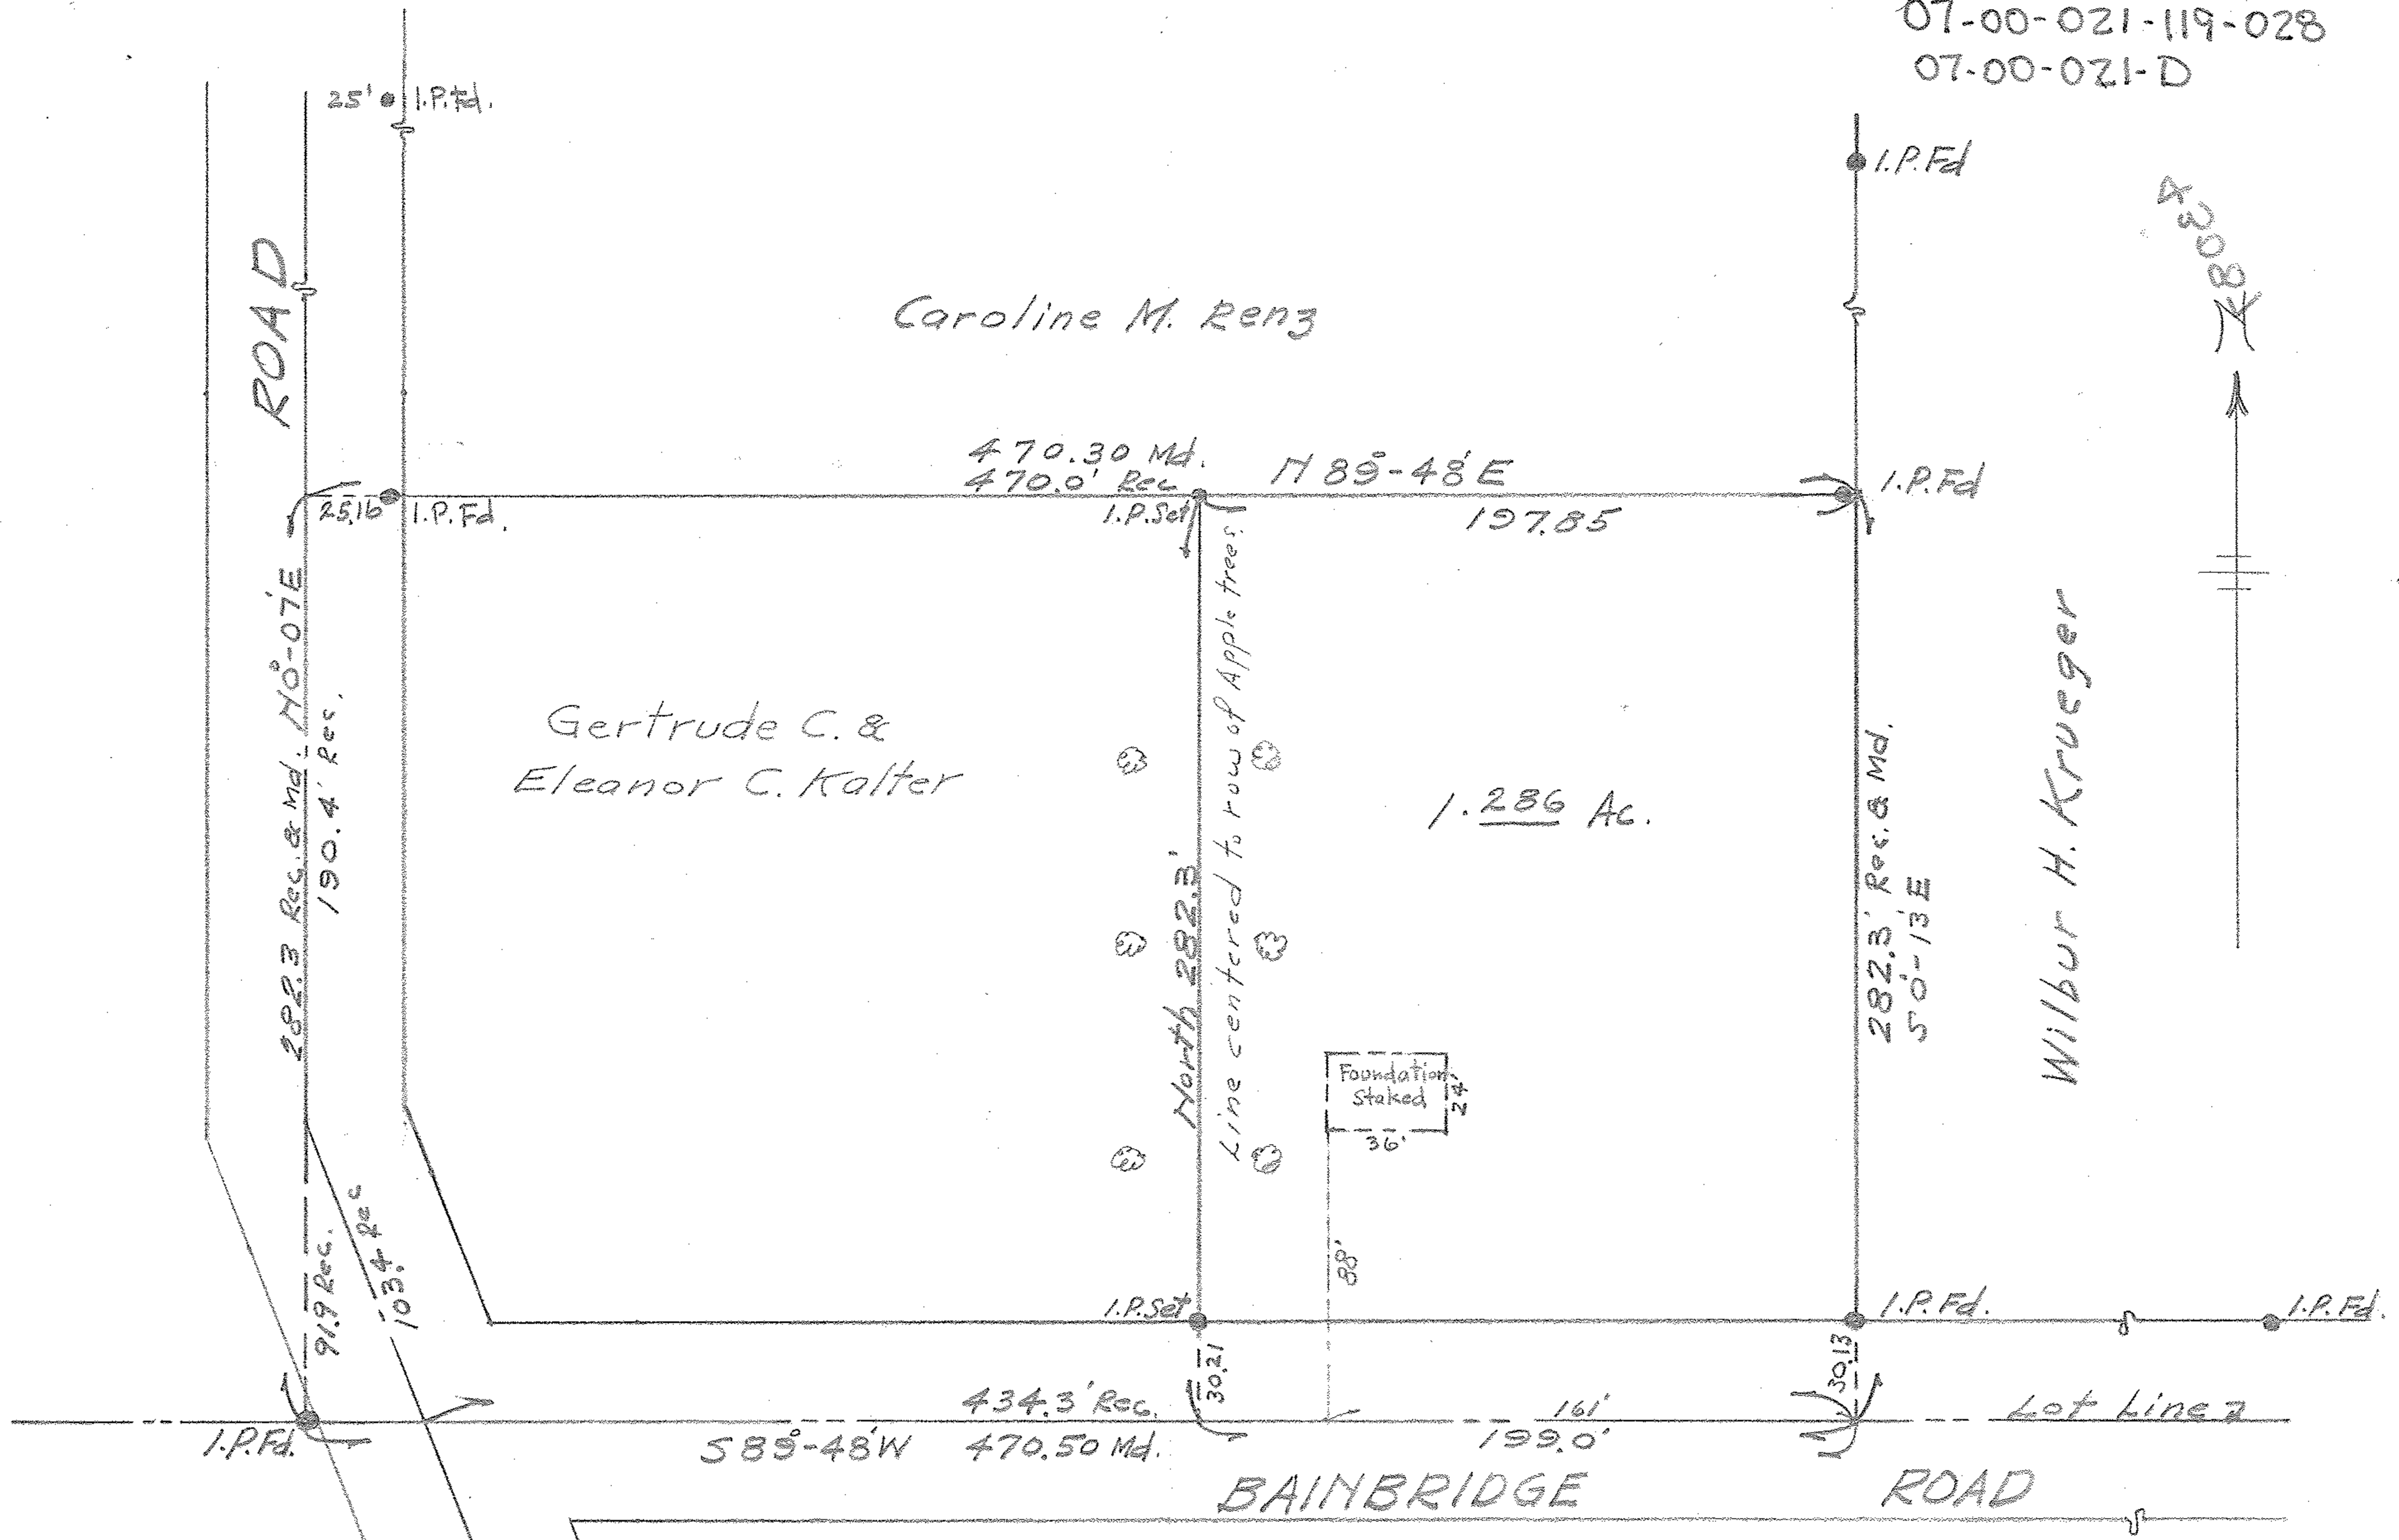 07-00-021-119-028
07-00-021-D
25' I.P.Fd.
I.P.Fd
43084
ROAD
Caroline M. Renz
470.30 Md.
470.0' Rec
N 89°-48' E
25.16 I.P.Fd.
I.P.Set
197.85
I.P.Fd
282.3 Rec. & Md. N0°-07'E
190.4' Rec.
Gertrude C. &
Eleanor C. Kalter
North 282.3'
Line centered to row of Apple trees.
1.286 Ac.
282.3' Rec. & Md.
S 0°-13'E
Wilbur H. Krueger
Foundation
Staked
24'
36'
88'
91.9 Rec.
103.4 Rec
I.P.Set
I.P.Fd.
I.P.Fd.
30.21
30.13
434.3' Rec.
161'
Lot Line
I.P.Fd.
S 89°-48' W 470.50 Md.
199.0'
BAINBRIDGE ROAD